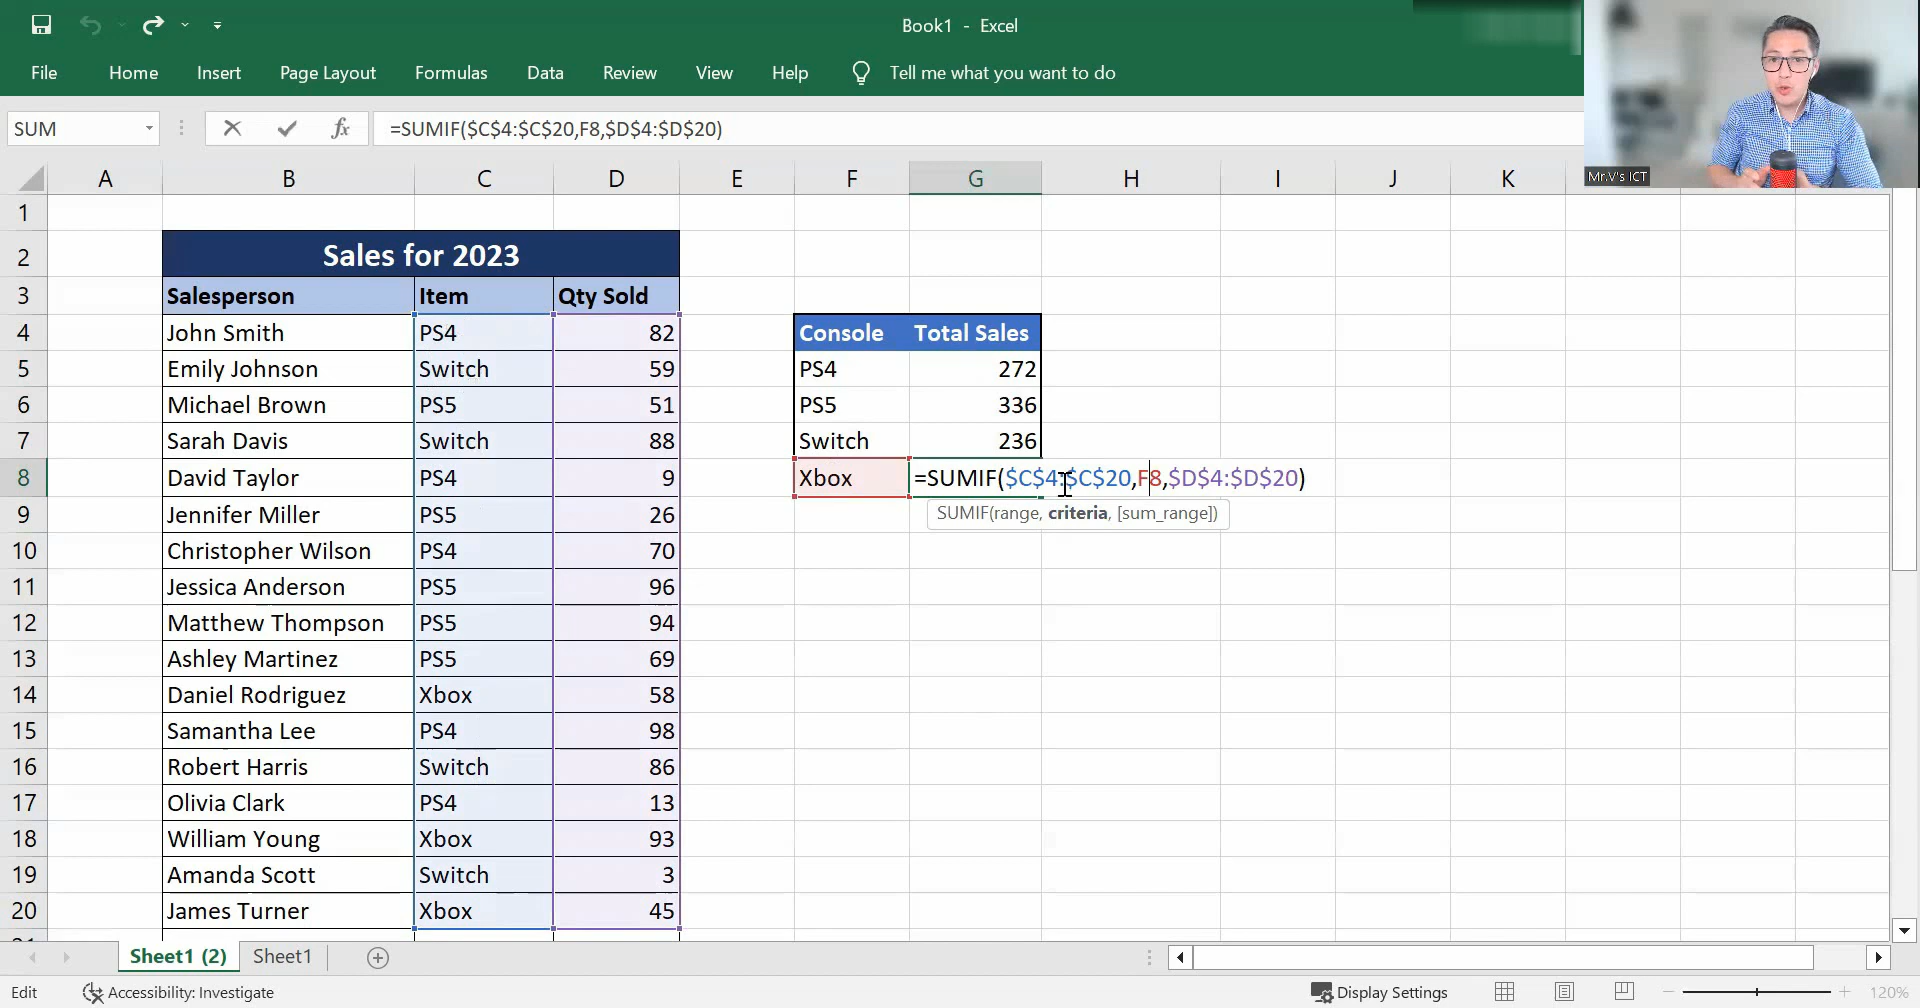 Book1 - Excel
File Home Insert Page Layout Formulas Data Review View Help Tell me what you want to do
SUM fx =SUMIF($C$4:$C$20,F8,$D$4:$D$20)
Mr.V's ICT
A B C D E F G H I J K
1
2 Sales for 2023
3 Salesperson Item Qty Sold
4 John Smith PS4 82 Console Total Sales
5 Emily Johnson Switch 59 PS4 272
6 Michael Brown PS5 51 PS5 336
7 Sarah Davis Switch 88 Switch 236
8 David Taylor PS4 9 Xbox =SUMIF($C$4:$C$20,F8,$D$4:$D$20)
SUMIF(range, criteria, [sum_range])
9 Jennifer Miller PS5 26
10 Christopher Wilson PS4 70
11 Jessica Anderson PS5 96
12 Matthew Thompson PS5 94
13 Ashley Martinez PS5 69
14 Daniel Rodriguez Xbox 58
15 Samantha Lee PS4 98
16 Robert Harris Switch 86
17 Olivia Clark PS4 13
18 William Young Xbox 93
19 Amanda Scott Switch 3
20 James Turner Xbox 45
Sheet1 (2) Sheet1
Edit Accessibility: Investigate Display Settings 120%